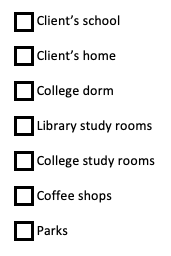 Client’s school
Client’s home
College dorm
Library study rooms
College study rooms
Coffee shops
Parks